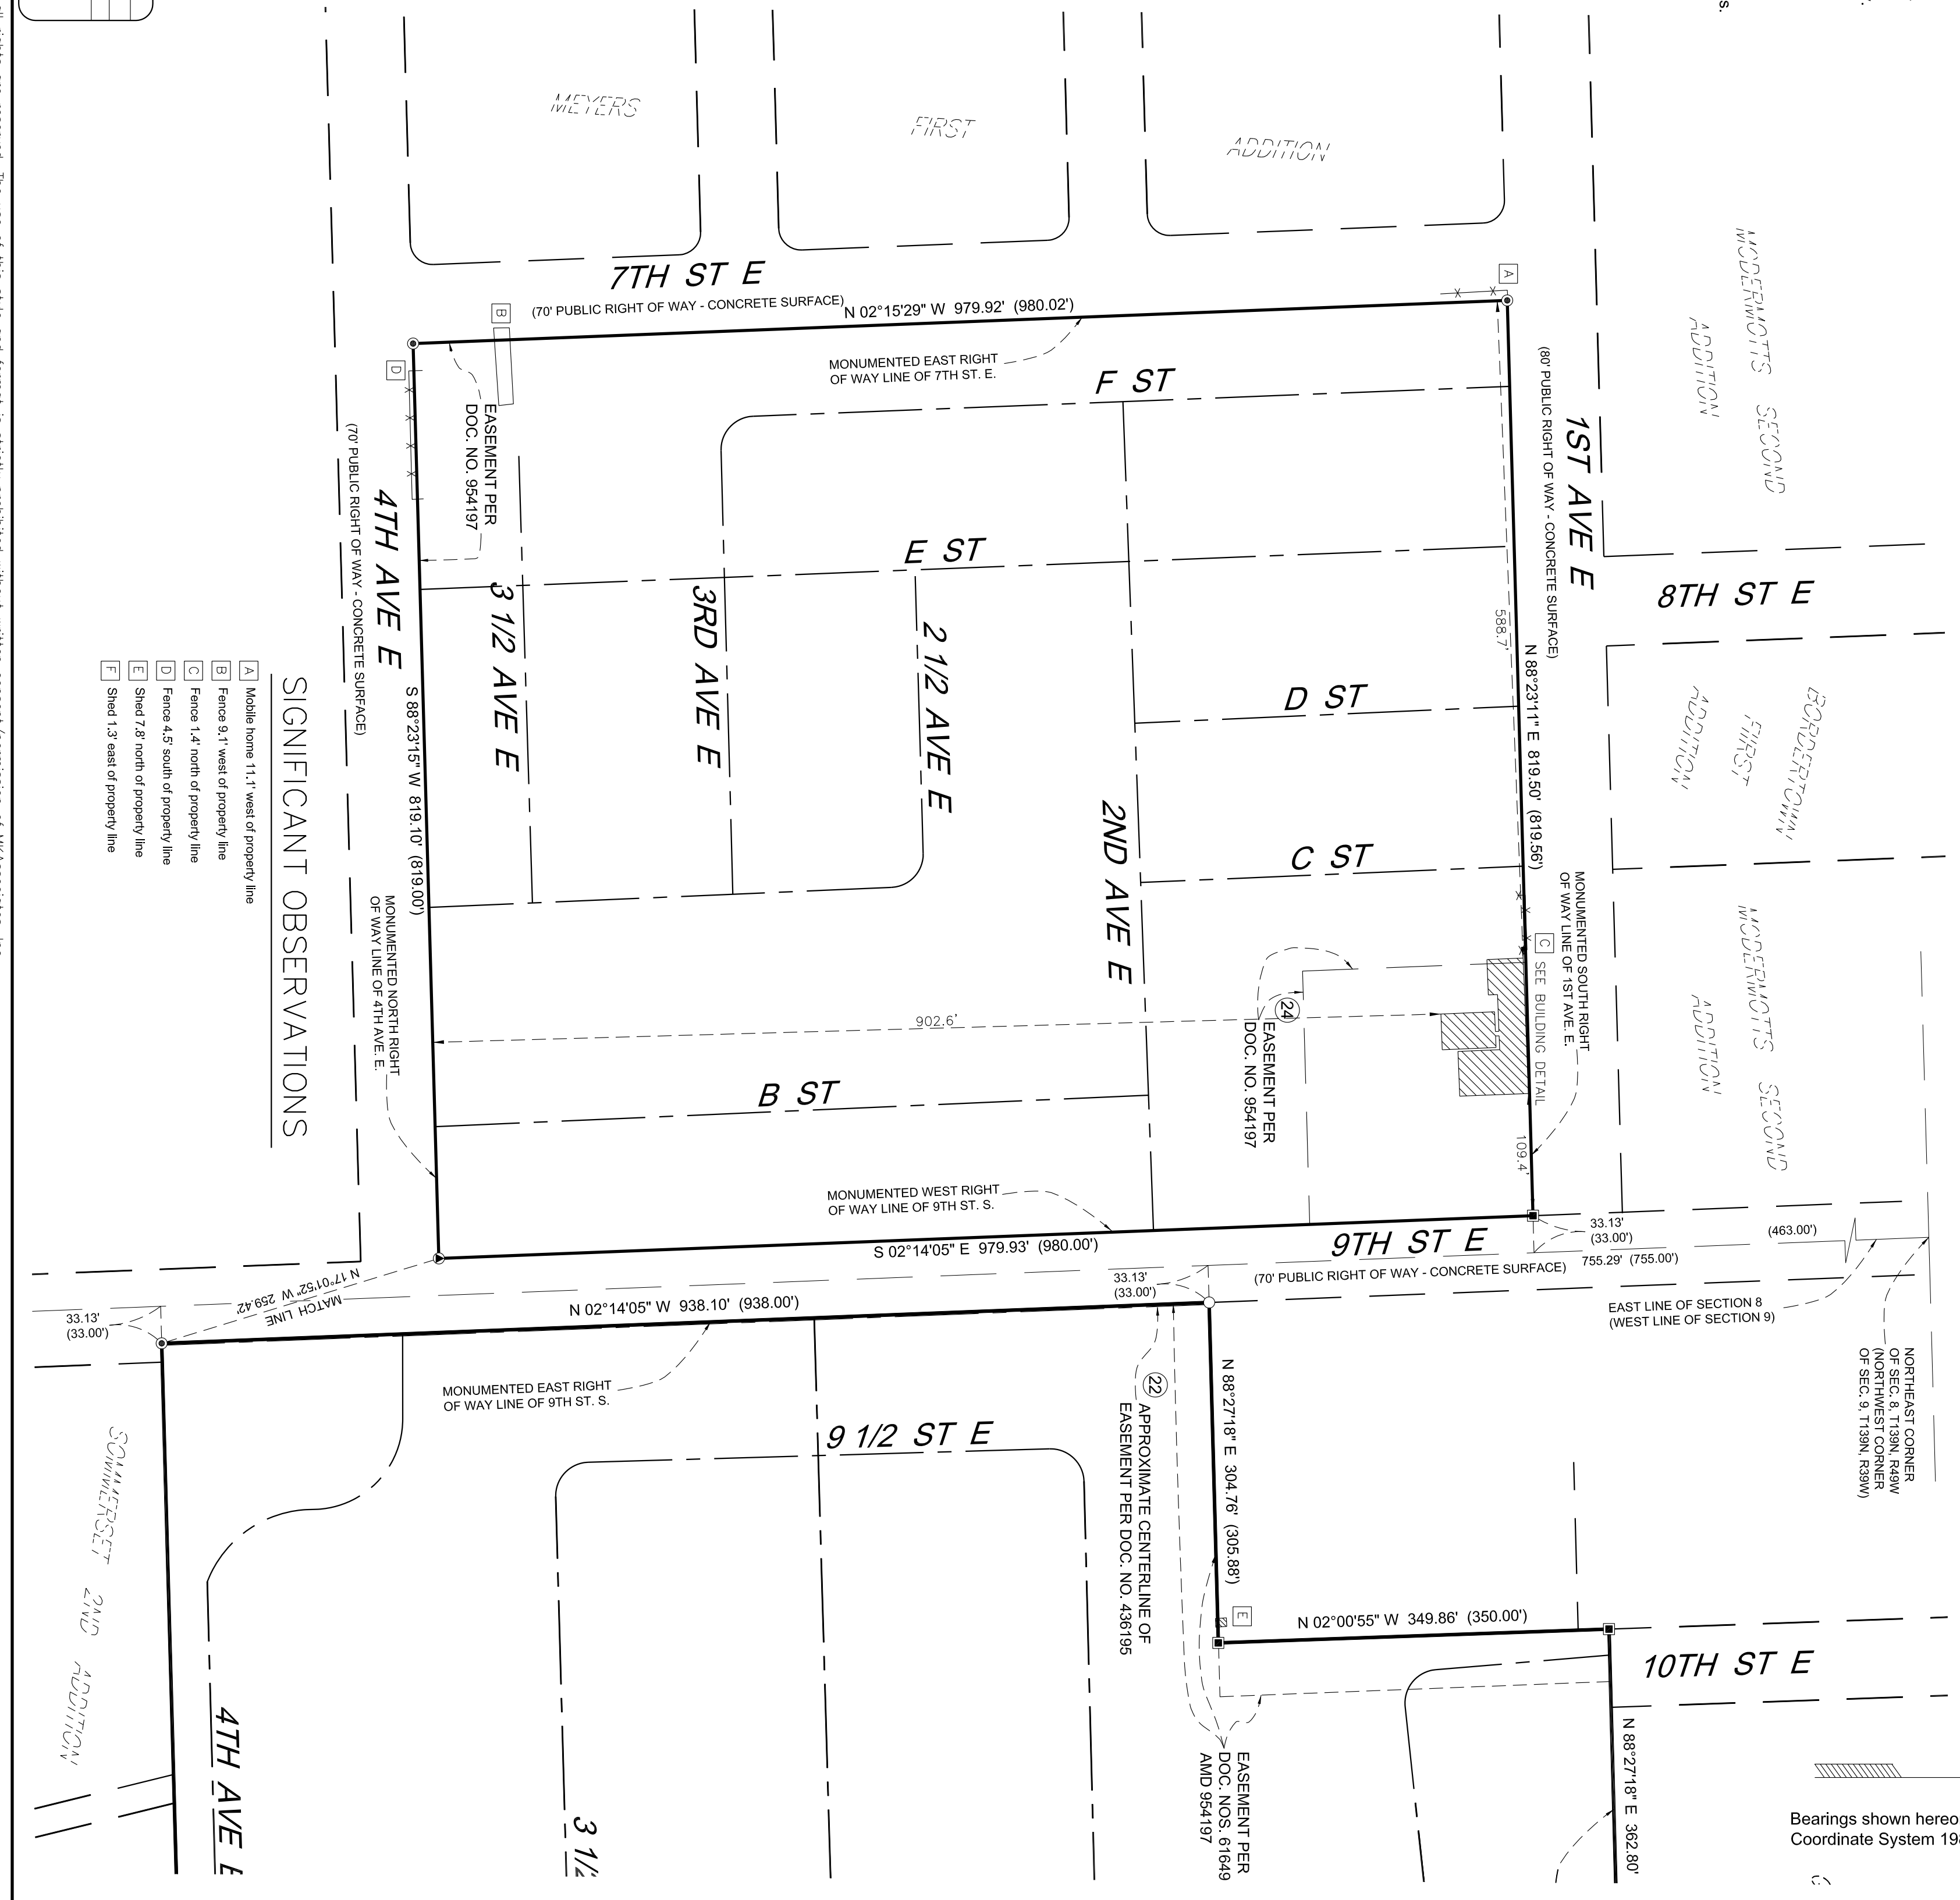 MEYERS
FIRST
ADDITION
MCDERMOTTS SECOND
ADDITION
7TH ST E
(70' PUBLIC RIGHT OF WAY - CONCRETE SURFACE)
N 02°15'29" W 979.92' (980.02')
MONUMENTED EAST RIGHT
OF WAY LINE OF 7TH ST. E.
A
B
D
EASEMENT PER
DOC. NO. 954197
1ST AVE E
(80' PUBLIC RIGHT OF WAY - CONCRETE SURFACE)
N 88°23'11" E 819.50' (819.56')
588.7'
8TH ST E
BORDERTOWN
FIRST
ADDITION
MCDERMOTTS SECOND
ADDITION
F ST
E ST
D ST
C ST
B ST
4TH AVE E
(70' PUBLIC RIGHT OF WAY - CONCRETE SURFACE)
S 88°23'15" W 819.10' (819.00')
3 1/2 AVE E
3RD AVE E
2 1/2 AVE E
2ND AVE E
MONUMENTED NORTH RIGHT
OF WAY LINE OF 4TH AVE. E.
MONUMENTED SOUTH RIGHT
OF WAY LINE OF 1ST AVE. E.
C
SEE BUILDING DETAIL
109.4'
902.6'
24
EASEMENT PER
DOC. NO. 954197
SIGNIFICANT OBSERVATIONS
A Mobile home 11.1' west of property line
B Fence 9.1' west of property line
C Fence 1.4' north of property line
D Fence 4.5' south of property line
E Shed 7.8' north of property line
F Shed 1.3' east of property line
MONUMENTED WEST RIGHT
OF WAY LINE OF 9TH ST. S.
S 02°14'05" E 979.93' (980.00')
9TH ST E
(70' PUBLIC RIGHT OF WAY - CONCRETE SURFACE)
33.13'
(33.00')
(463.00')
755.29' (755.00')
EAST LINE OF SECTION 8
(WEST LINE OF SECTION 9)
NORTHEAST CORNER
OF SEC. 8, T139N, R49W
(NORTHWEST CORNER
OF SEC. 9, T139N, R39W)
33.13'
(33.00')
N 02°14'05" W 938.10' (938.00')
N 17°01'52" W 259.42'
MATCH LINE
33.13'
(33.00')
MONUMENTED EAST RIGHT
OF WAY LINE OF 9TH ST. S.
9 1/2 ST E
22
APPROXIMATE CENTERLINE OF
EASEMENT PER DOC. NO. 436195
N 88°27'18" E 304.76' (305.88')
E
N 02°00'55" W 349.86' (350.00')
10TH ST E
N 88°27'18" E 362.80'
EASEMENT PER
DOC. NOS. 61649
AMD 954197
SOMMERSET 2ND ADDITION
4TH AVE E
3 1/2
Bearings shown hereo
Coordinate System 19